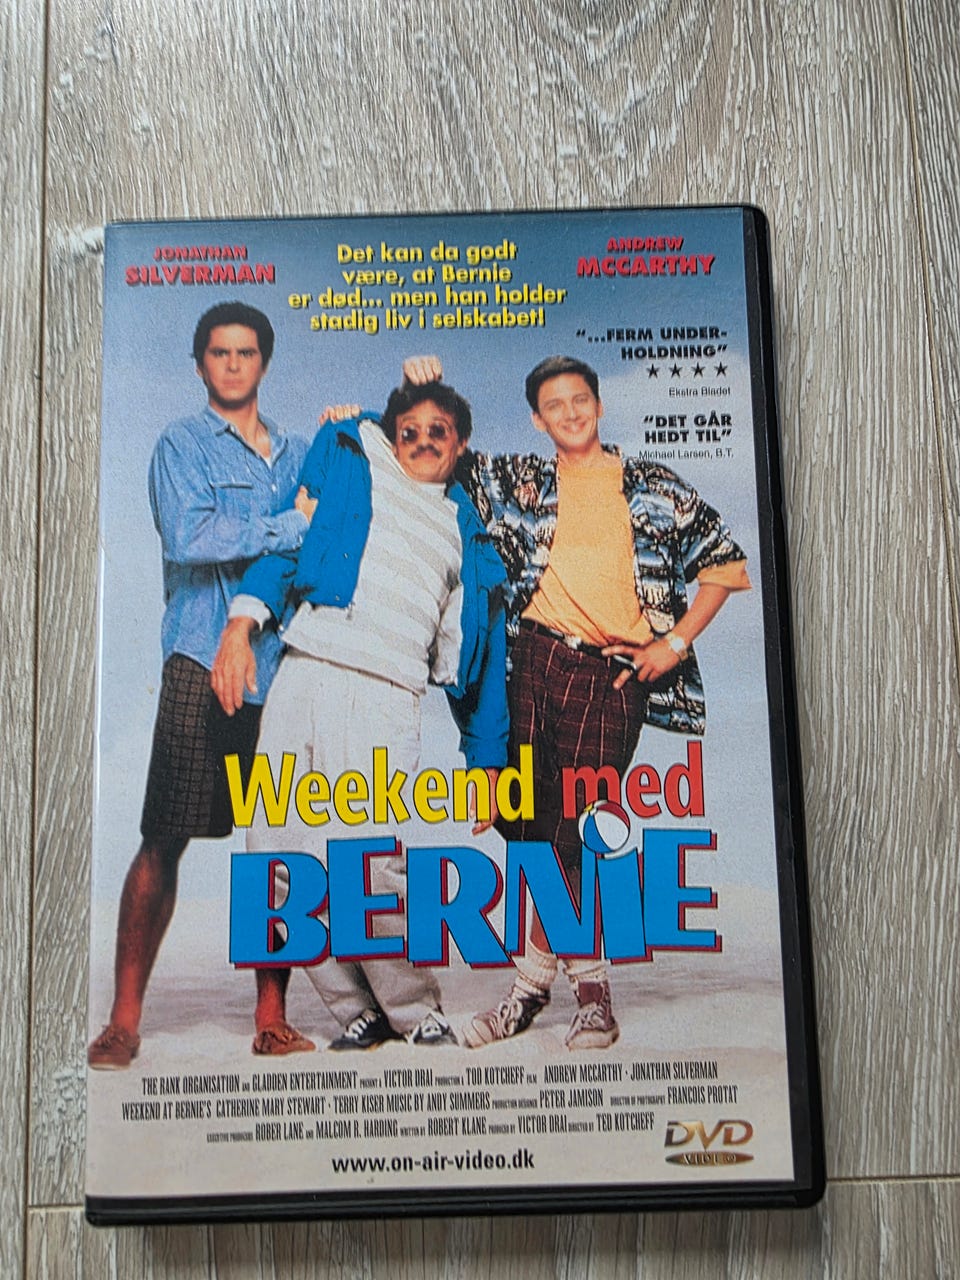 JONATHAN
SILVERMAN
Det kan da godt
være, at Bernie
er død... men han holder
stadig liv i selskabet!
ANDREW
MCCARTHY
"...FERM UNDER-
HOLDNING"
★ ★ ★ ★
Ekstra Bladet
"DET GÅR
HEDT TIL"
Michael Larsen, B.T.
Weekend med
BERNIE
THE RANK ORGANISATION AND GLADDEN ENTERTAINMENT PRESENT A VICTOR DRAI PRODUCTION A TOD KOTCHEFF FILM ANDREW MCCARTHY · JONATHAN SILVERMAN
WEEKEND AT BERNIE'S CATHERINE MARY STEWART · TERRY KISER MUSIC BY ANDY SUMMERS PRODUCTION DESIGNER PETER JAMISON DIRECTOR OF PHOTOGRAPHY FRANCOIS PROTAT
EXECUTIVE PRODUCERS ROBER LANE AND MALCOM R. HARDING WRITTEN BY ROBERT KLANE PRODUCED BY VICTOR DRAI DIRECTED BY TED KOTCHEFF
DVD
VIDEO
www.on-air-video.dk